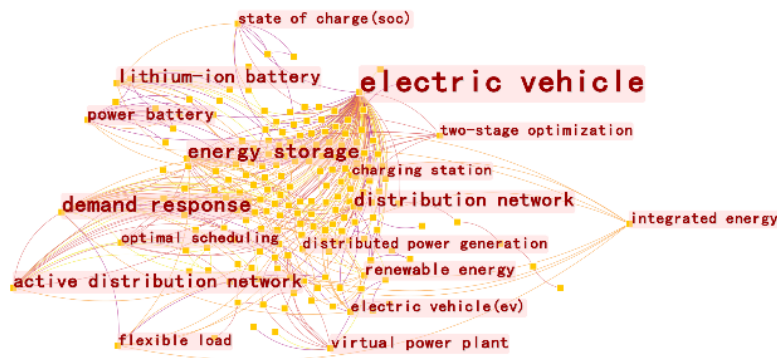 state of charge(soc)
lithium-ion battery
electric vehicle
power battery
two-stage optimization
energy storage
charging station
demand response
distribution network
integrated energy
optimal scheduling
distributed power generation
renewable energy
active distribution network
electric vehicle(ev)
flexible load
virtual power plant